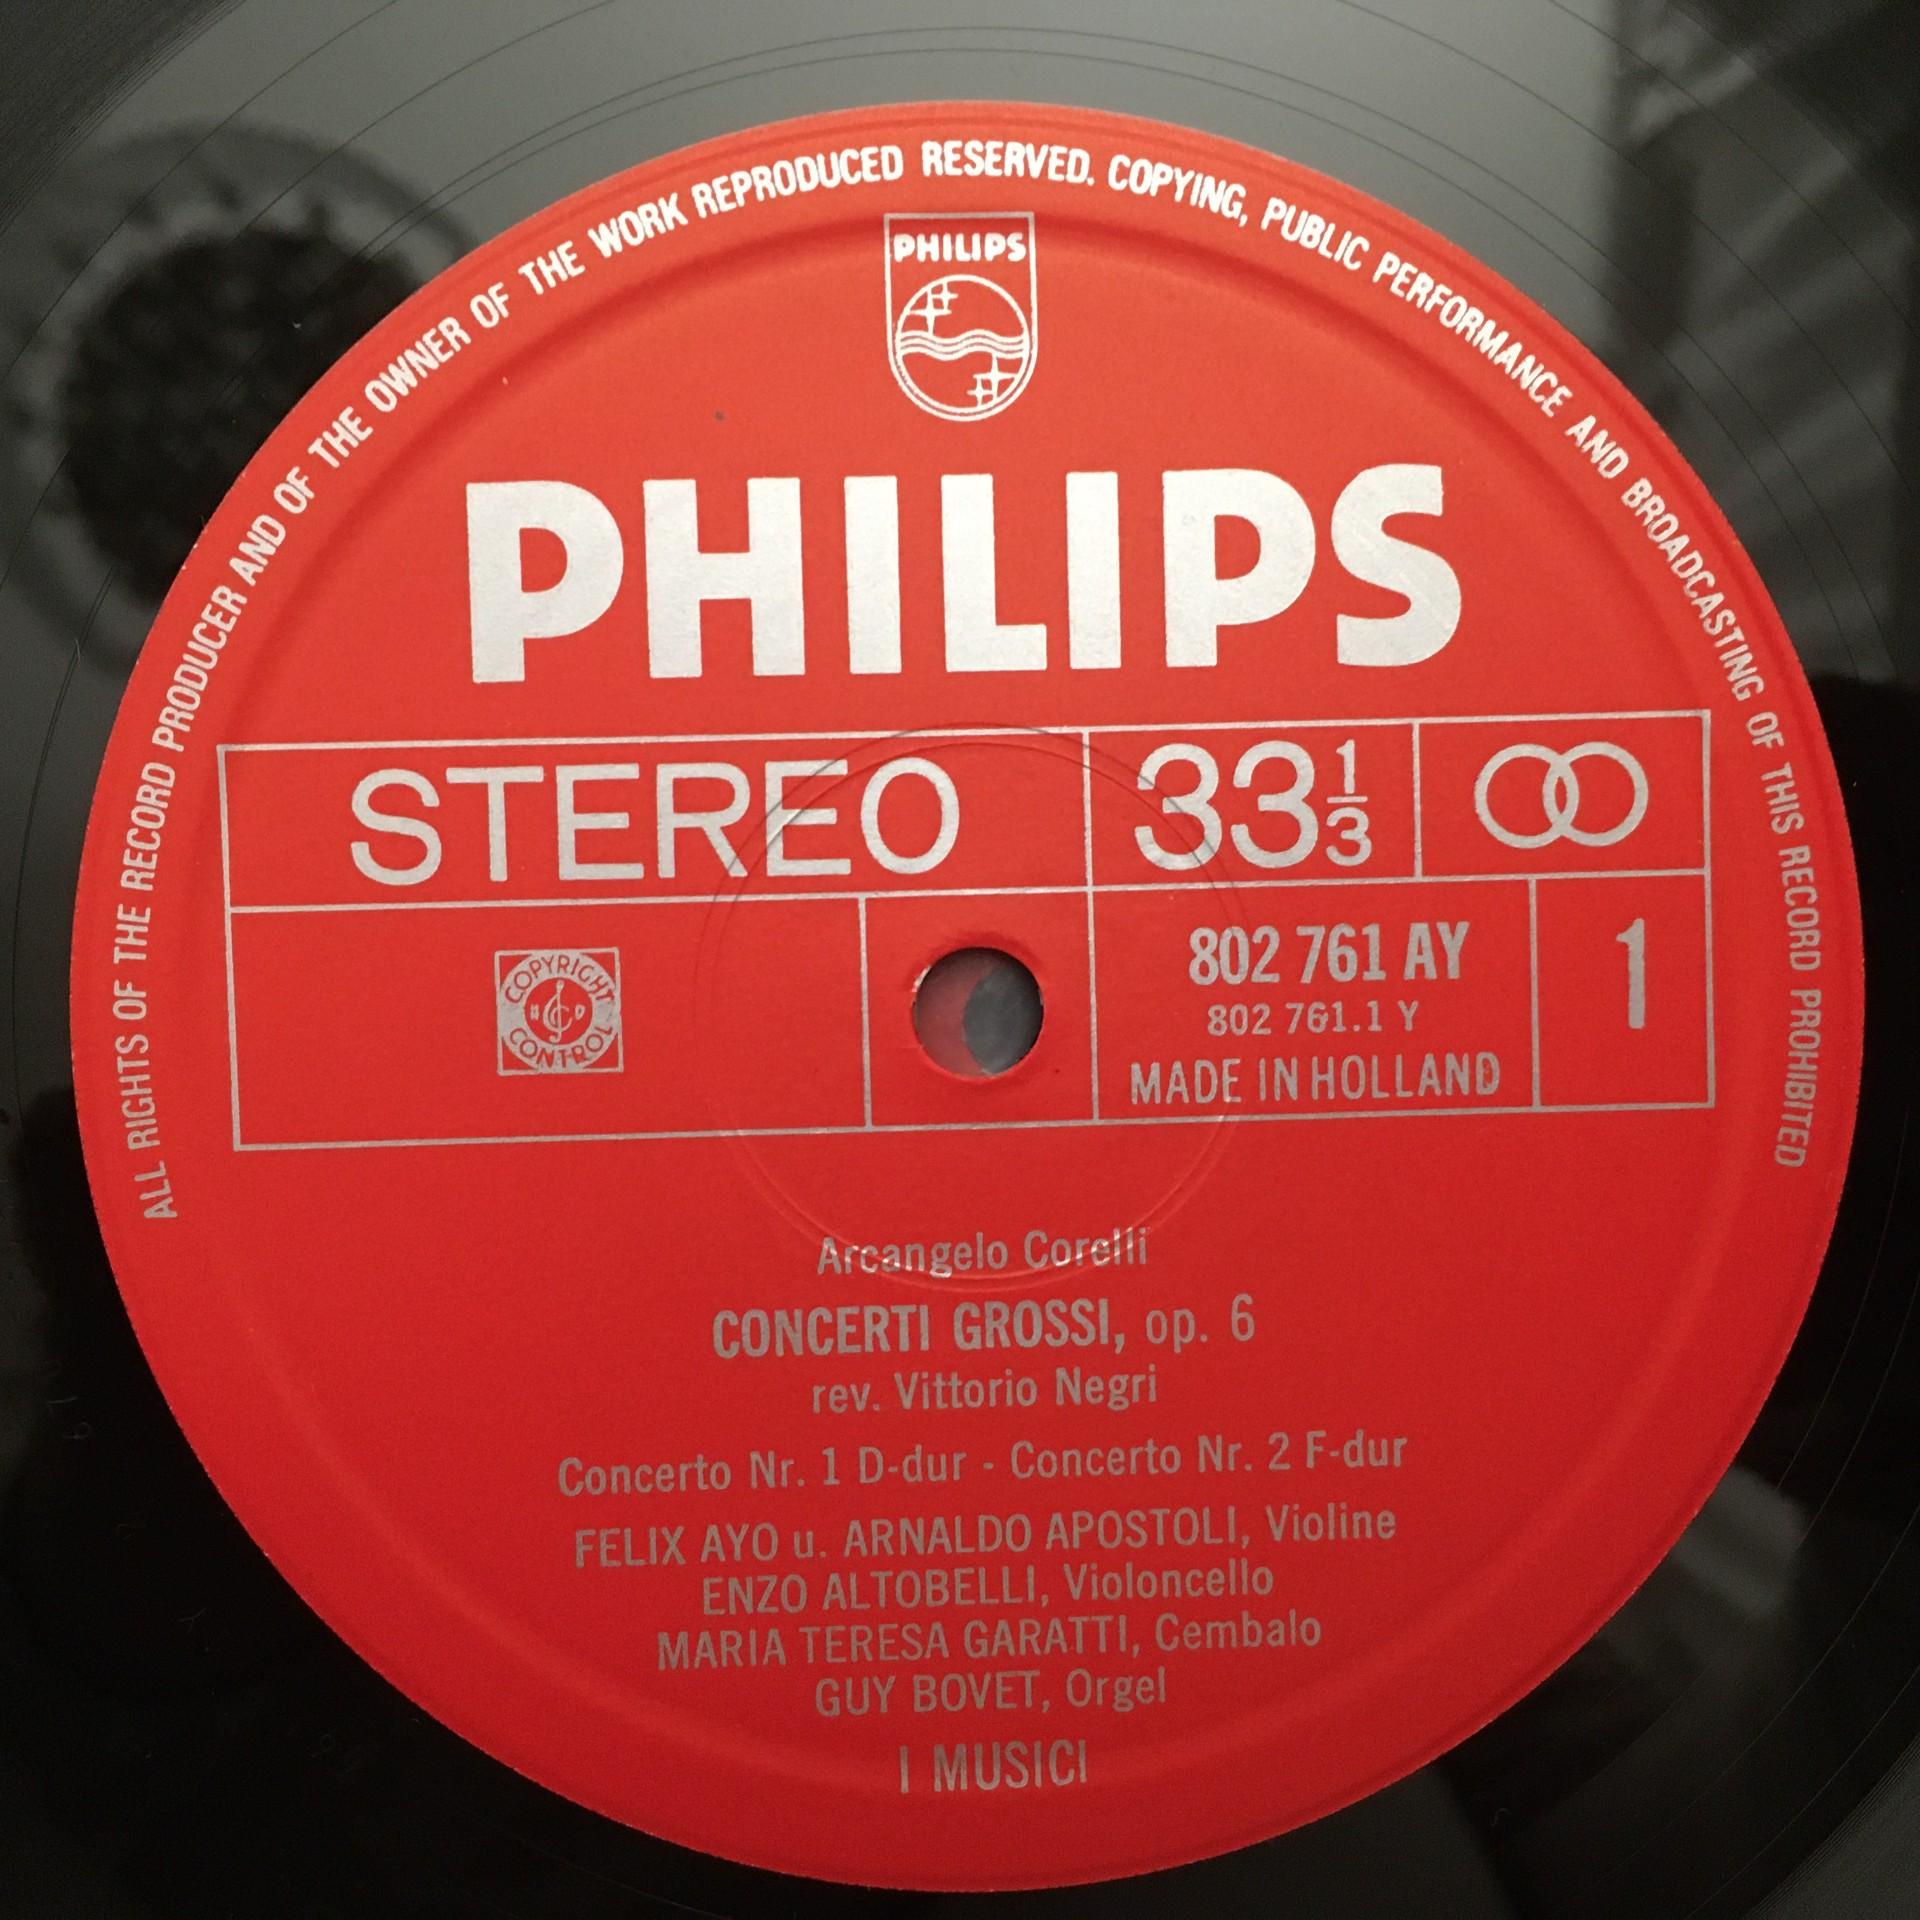 ALL RIGHTS OF THE RECORD PRODUCER AND OF THE OWNER OF THE WORK REPRODUCED RESERVED. COPYING, PUBLIC PERFORMANCE AND BROADCASTING OF THIS RECORD PROHIBITED
PHILIPS
PHILIPS
STEREO 33 1/3
COPYRIGHT
CONTROL
802 761 AY 1
802 761.1 Y
MADE IN HOLLAND
Arcangelo Corelli
CONCERTI GROSSI, op. 6
rev. Vittorio Negri
Concerto Nr. 1 D-dur - Concerto Nr. 2 F-dur
FELIX AYO u. ARNALDO APOSTOLI, Violine
ENZO ALTOBELLI, Violoncello
MARIA TERESA GARATTI, Cembalo
GUY BOVET, Orgel
I MUSICI